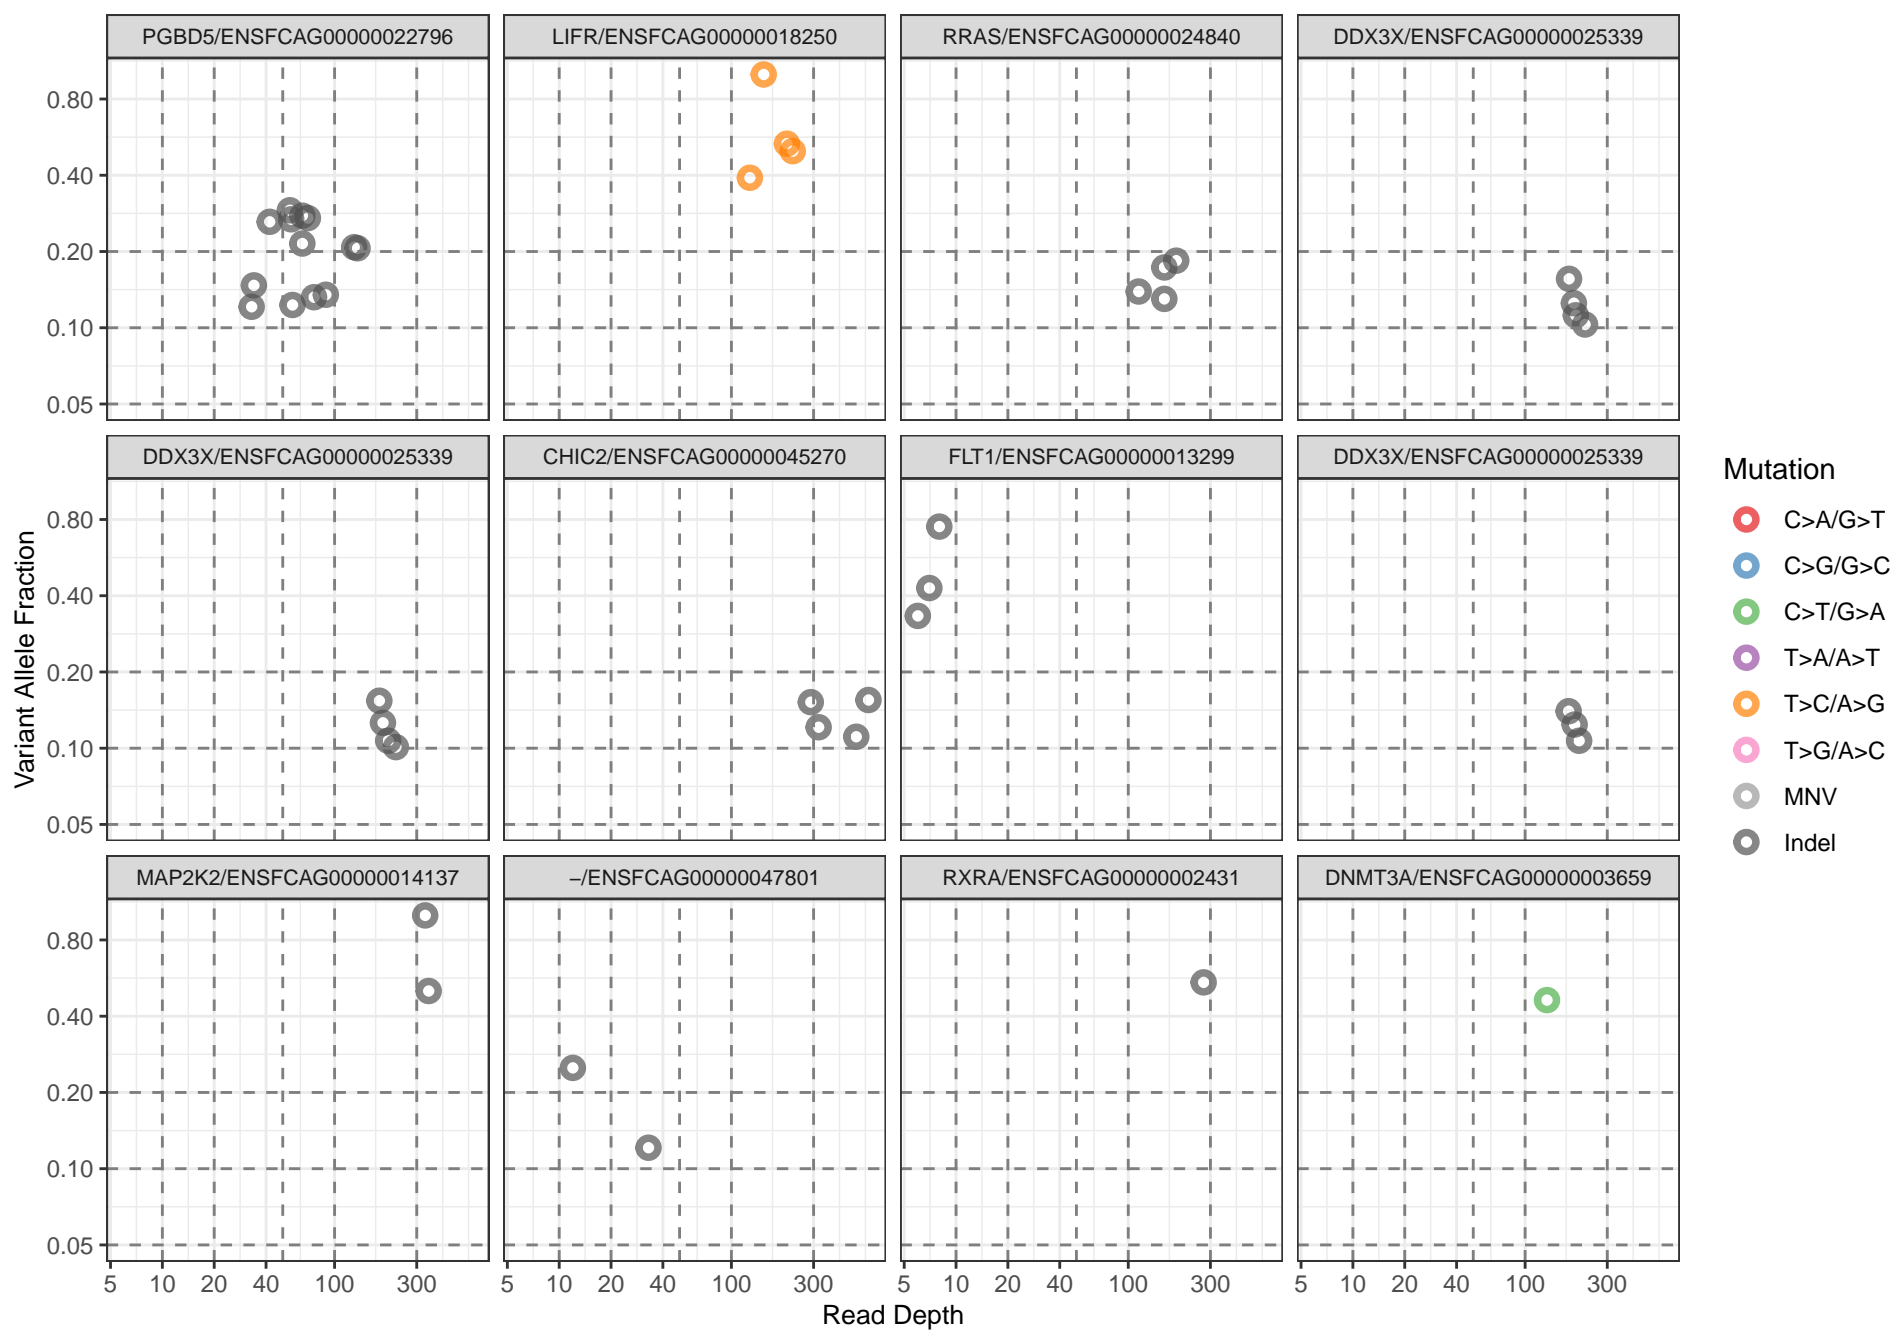 PGBD5/ENSFCAG00000022796
LIFR/ENSFCAG00000018250
RRAS/ENSFCAG00000024840
DDX3X/ENSFCAG00000025339
0.80
0.40
0.20
0.10
0.05
DDX3X/ENSFCAG00000025339
CHIC2/ENSFCAG00000045270
FLT1/ENSFCAG00000013299
DDX3X/ENSFCAG00000025339
0.80
0.40
0.20
0.10
0.05
MAP2K2/ENSFCAG00000014137
–/ENSFCAG00000047801
RXRA/ENSFCAG00000002431
DNMT3A/ENSFCAG00000003659
0.80
0.40
0.20
0.10
0.05
5 10 20 40 100 300
5 10 20 40 100 300
5 10 20 40 100 300
5 10 20 40 100 300
Read Depth
Variant Allele Fraction
Mutation
C>A/G>T
C>G/G>C
C>T/G>A
T>A/A>T
T>C/A>G
T>G/A>C
MNV
Indel